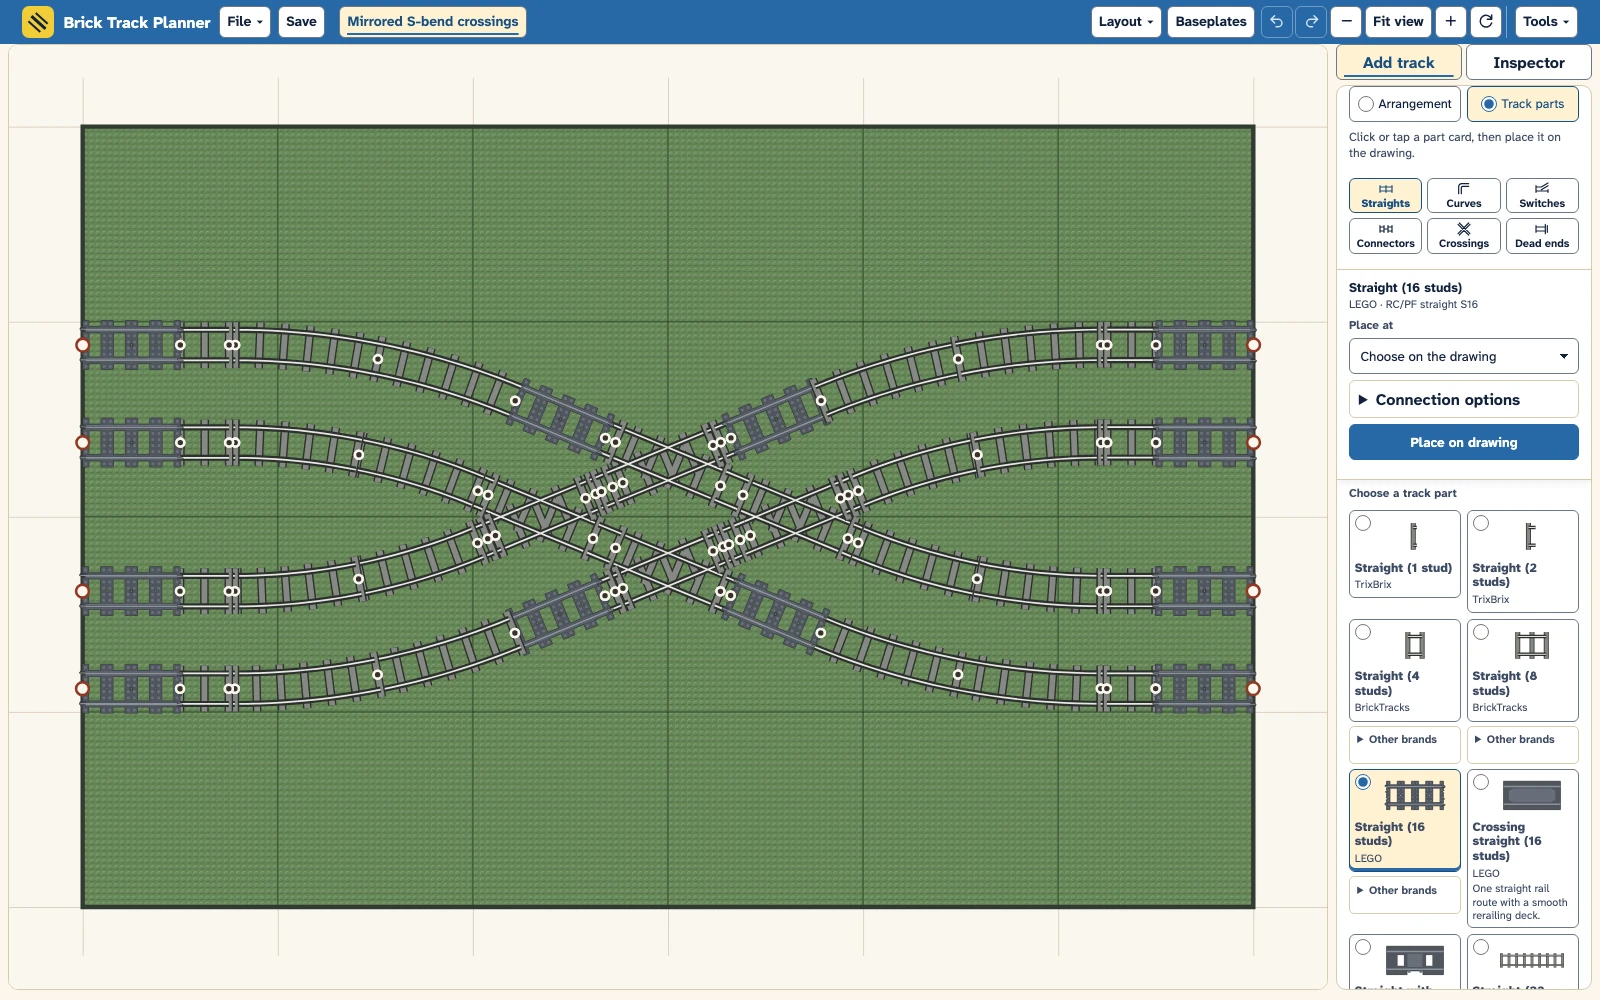 Brick Track Planner
File
Save
Mirrored S-bend crossings
Layout
Baseplates
Fit view
Tools
Add track
Inspector
Arrangement
Track parts
Click or tap a part card, then place it on
the drawing.
Straights
Curves
Switches
Connectors
Crossings
Dead ends
Straight (16 studs)
LEGO · RC/PF straight S16
Place at
Choose on the drawing
Connection options
Place on drawing
Choose a track part
Straight (1 stud)
TrixBrix
Straight (2
studs)
TrixBrix
Straight (4
studs)
BrickTracks
Straight (8
studs)
BrickTracks
Other brands
Other brands
Straight (16
studs)
LEGO
Other brands
Crossing
straight (16
studs)
LEGO
One straight rail
route with a smooth
rerailing deck.